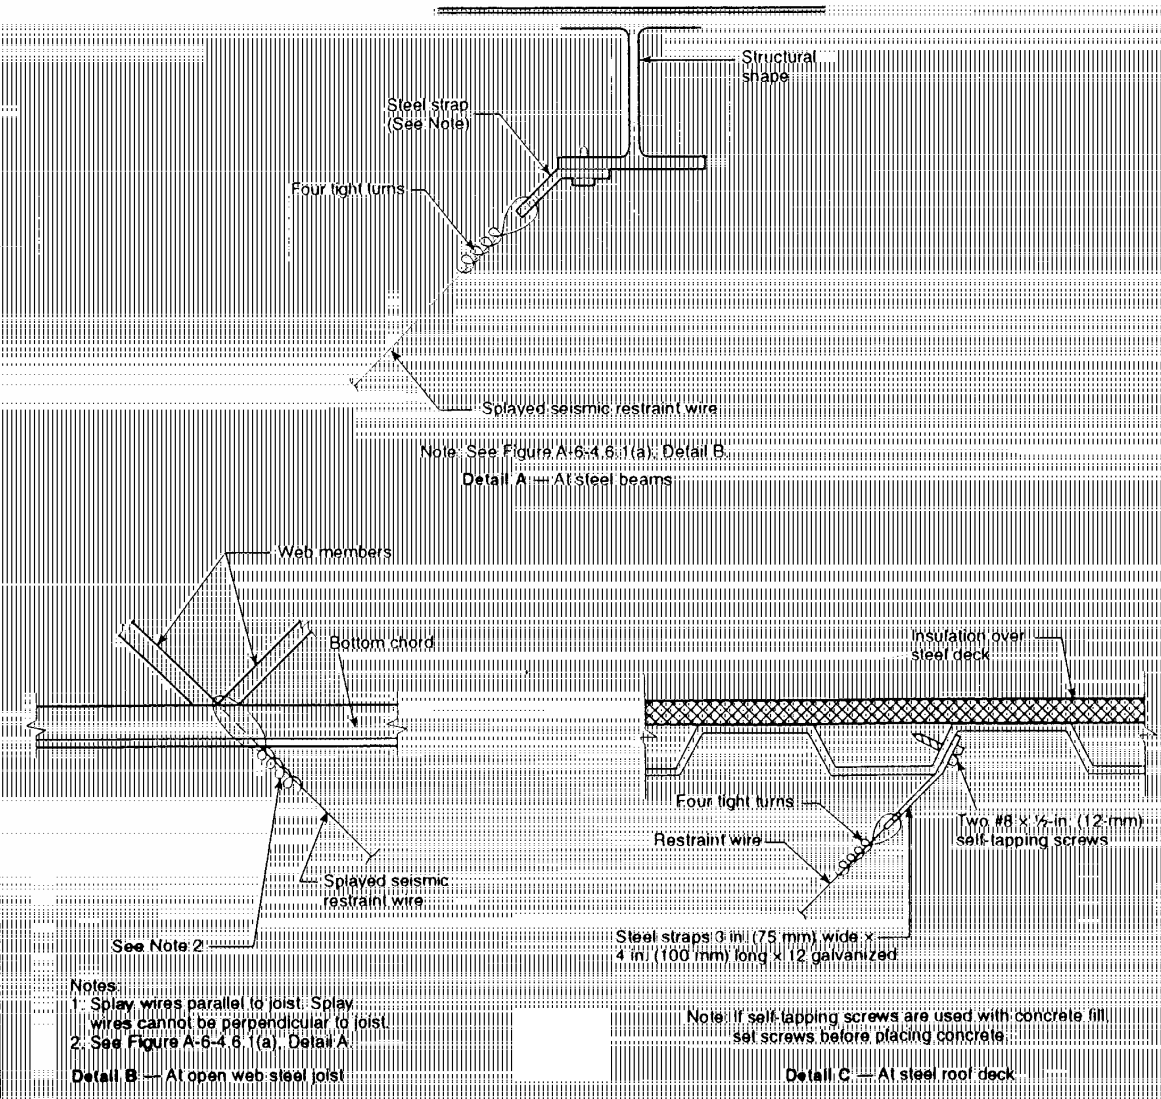 Structural
shape
Steel strap
(See Note)
Four tight turns
Splayed seismic restraint wire
Note: See Figure A-6-4.6.1(a), Detail B.
Detail A — At steel beams
Web members
Bottom chord
Splayed seismic
restraint wire
See Note 2
Notes:
1. Splay wires parallel to joist. Splay
wires cannot be perpendicular to joist.
2. See Figure A-6-4.6.1(a), Detail A.
Detail B — At open web steel joist
Insulation over
steel deck
Four tight turns
Restraint wire
Two #8 × ½-in. (12-mm)
self-tapping screws
Steel straps 3 in. (75 mm) wide ×
4 in. (100 mm) long × 12 galvanized
Note: If self-tapping screws are used with concrete fill,
set screws before placing concrete.
Detail C — At steel roof deck